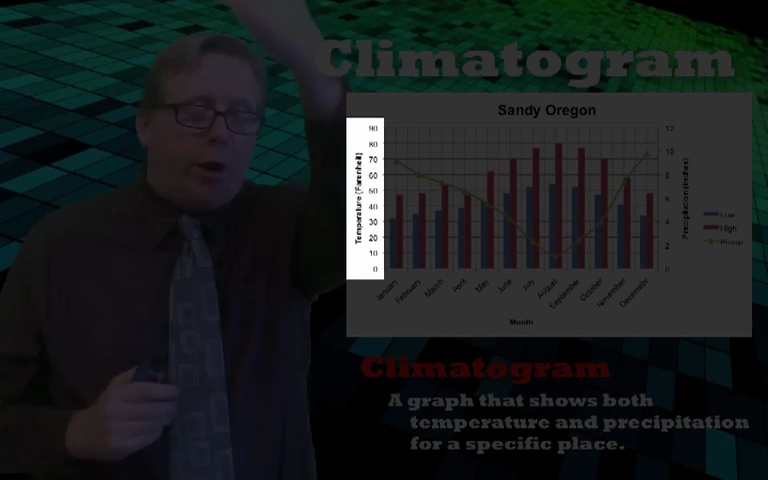 Climatogram
Sandy Oregon
90
80
70
60
50
40
30
20
10
0
Temperature (Farenheit)
12
10
8
6
4
2
0
Precipitation (inches)
Low
High
Precip
January
February
March
April
May
June
July
August
September
October
November
Decemebr
Month
Climatogram
A graph that shows both
temperature and precipitation
for a specific place.